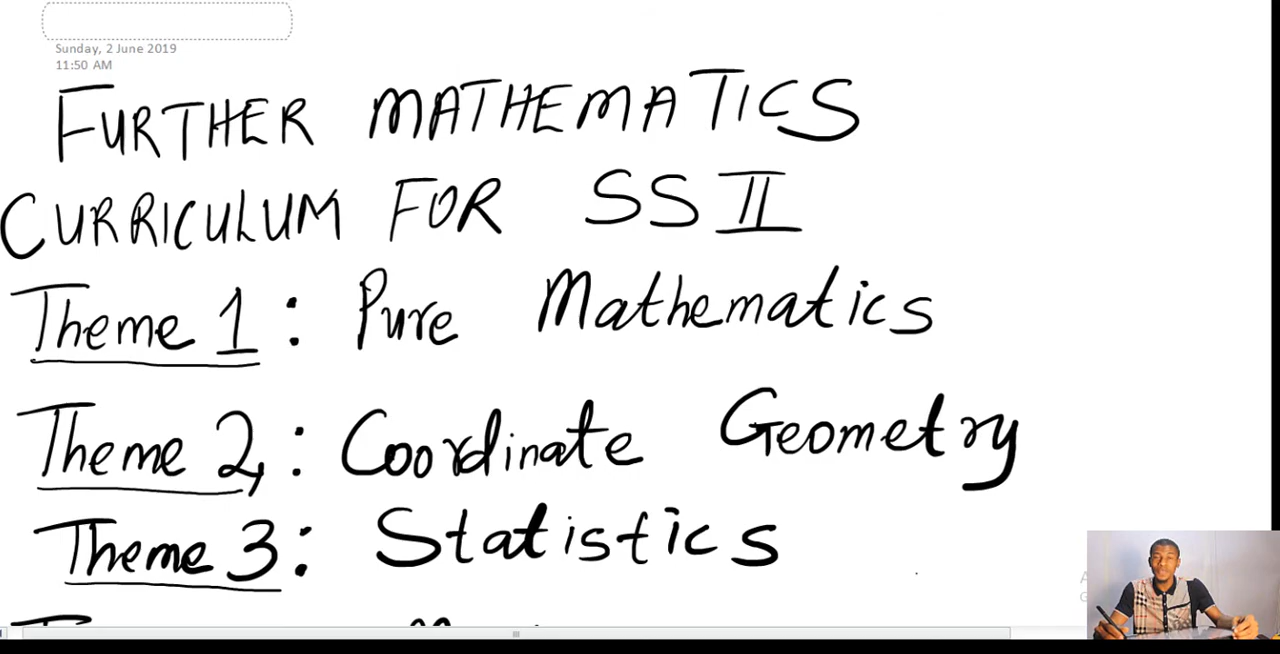 Sunday, 2 June 2019
11:50 AM
FURTHER MATHEMATICS
CURRICULUM FOR SS II
Theme 1: Pure Mathematics
Theme 2: Coordinate Geometry
Theme 3: Statistics